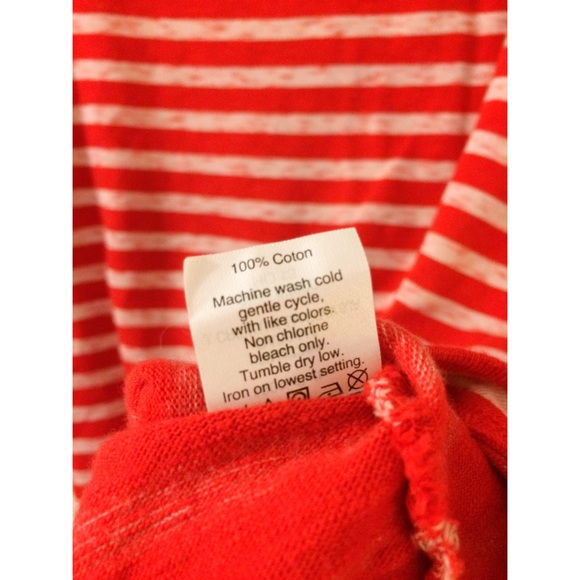 100% Coton
Machine wash cold
gentle cycle,
with like colors.
Non chlorine
bleach only.
Tumble dry low.
Iron on lowest setting.